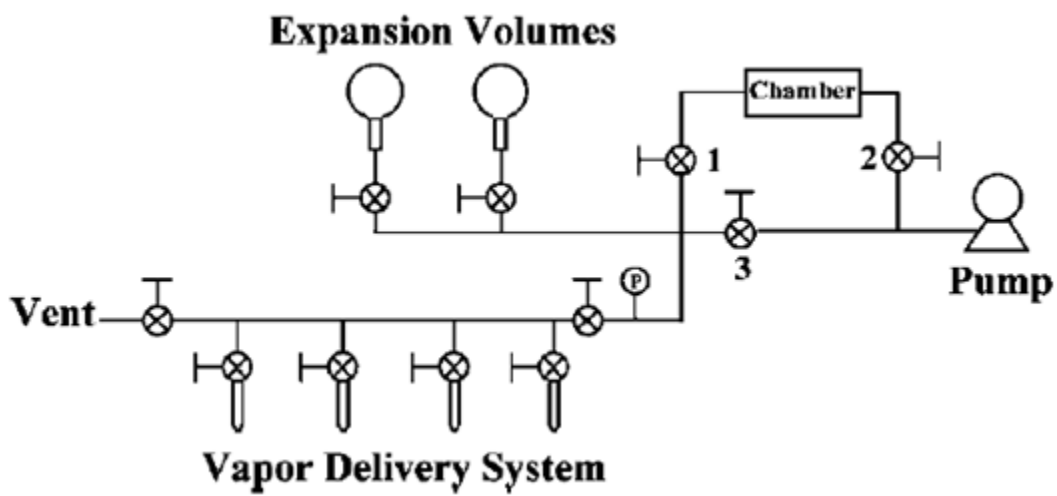 Expansion Volumes
Chamber
1
2
3
P
Pump
Vent
Vapor Delivery System